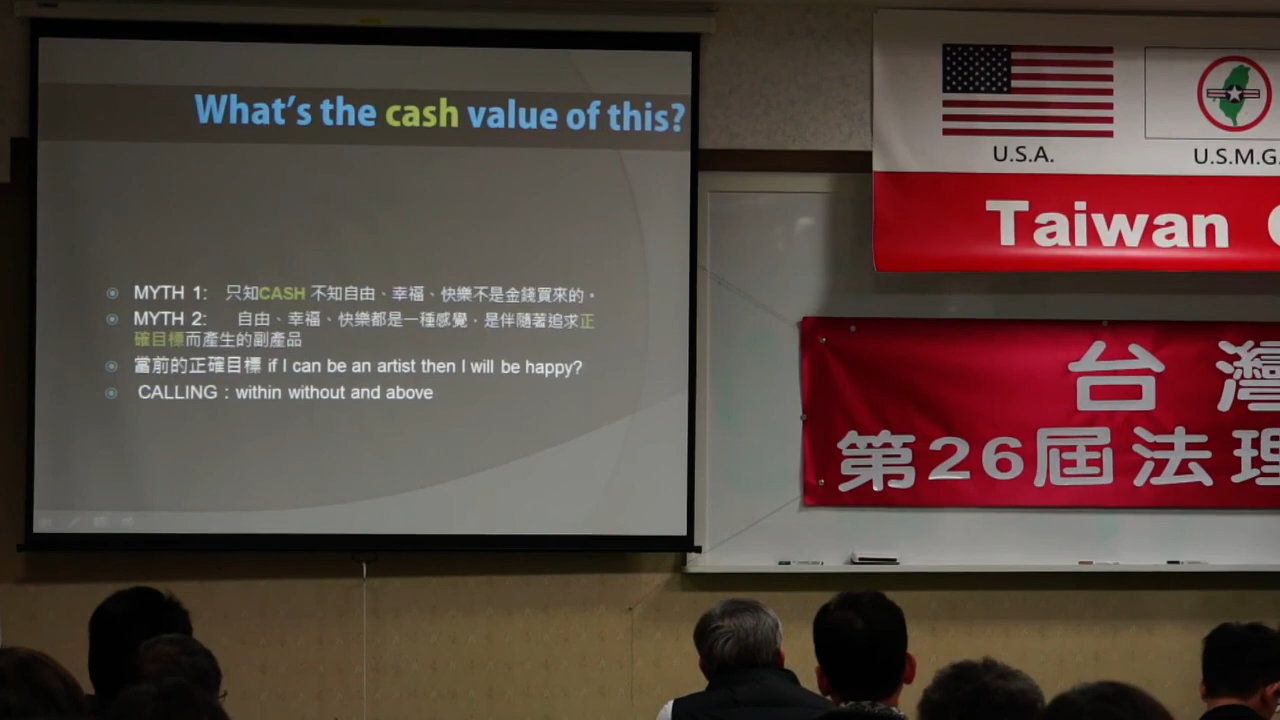 What's the cash value of this?
MYTH 1: 只知CASH 不知自由、幸福、快樂不是金錢買來的。
MYTH 2: 自由、幸福、快樂都是一種感覺，是伴隨著追求正
確目標而產生的副產品
當前的正確目標 if I can be an artist then I will be happy?
CALLING : within without and above
U.S.A.
U.S.M.G.
Taiwan
台灣
第26屆法理